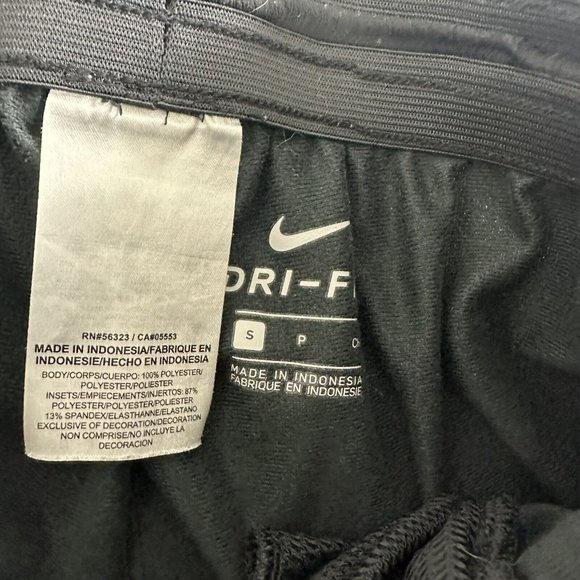 RN#56323 / CA#05553
MADE IN INDONESIA/FABRIQUE EN
INDONESIE/HECHO EN INDONESIA
BODY/CORPS/CUERPO: 100% POLYESTER/
POLYESTER/POLIESTER
INSETS/EMPIECEMENTS/INJERTOS: 87%
POLYESTER/POLYESTER/POLIESTER
13% SPANDEX/ELASTHANNE/ELASTANO
EXCLUSIVE OF DECORATION/DECORATION
NON COMPRISE/NO INCLUYE LA
DECORACION
DRI-F
S P C
MADE IN INDONESIA
FABRIQUE EN INDONESIE